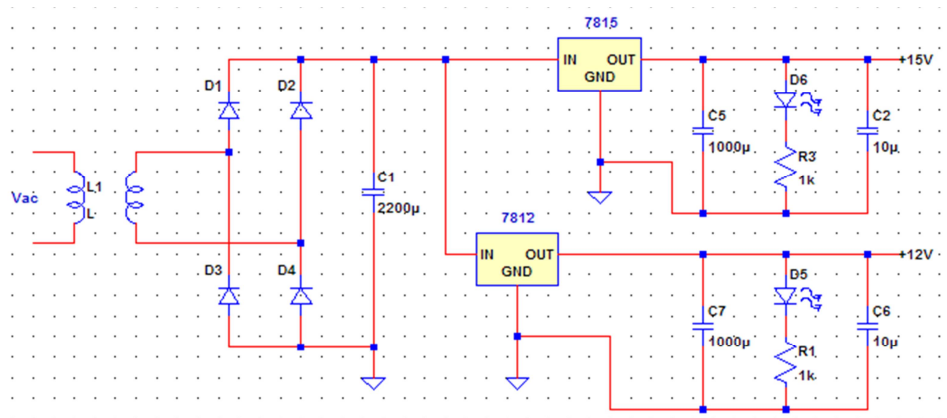 7815
IN OUT
GND
+15V
D1
D2
D6
C5
1000µ
C2
10µ
R3
1k
Vac
L1
L
C1
2200µ
7812
IN OUT
GND
+12V
D3
D4
D5
C7
1000µ
C6
10µ
R1
1k